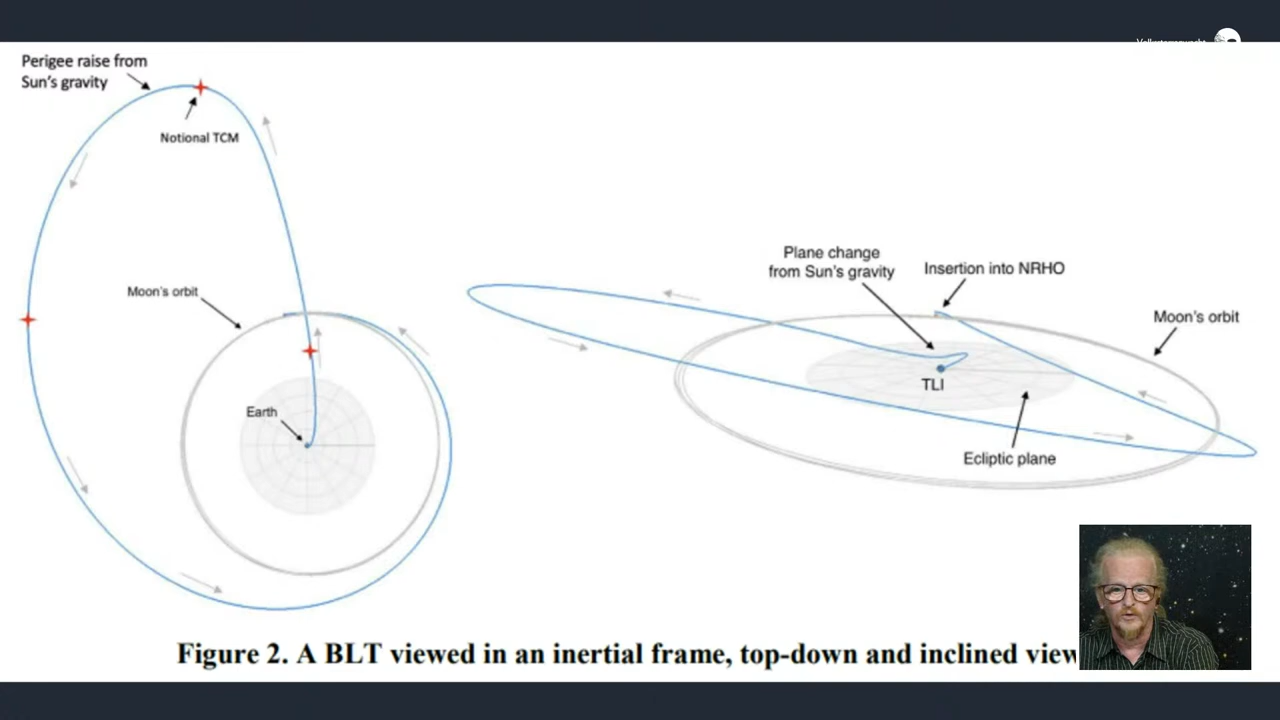 Perigee raise from
Sun's gravity
Notional TCM
Moon's orbit
Earth
Plane change
from Sun's gravity
Insertion into NRHO
Moon's orbit
TLI
Ecliptic plane
Figure 2. A BLT viewed in an inertial frame, top-down and inclined view